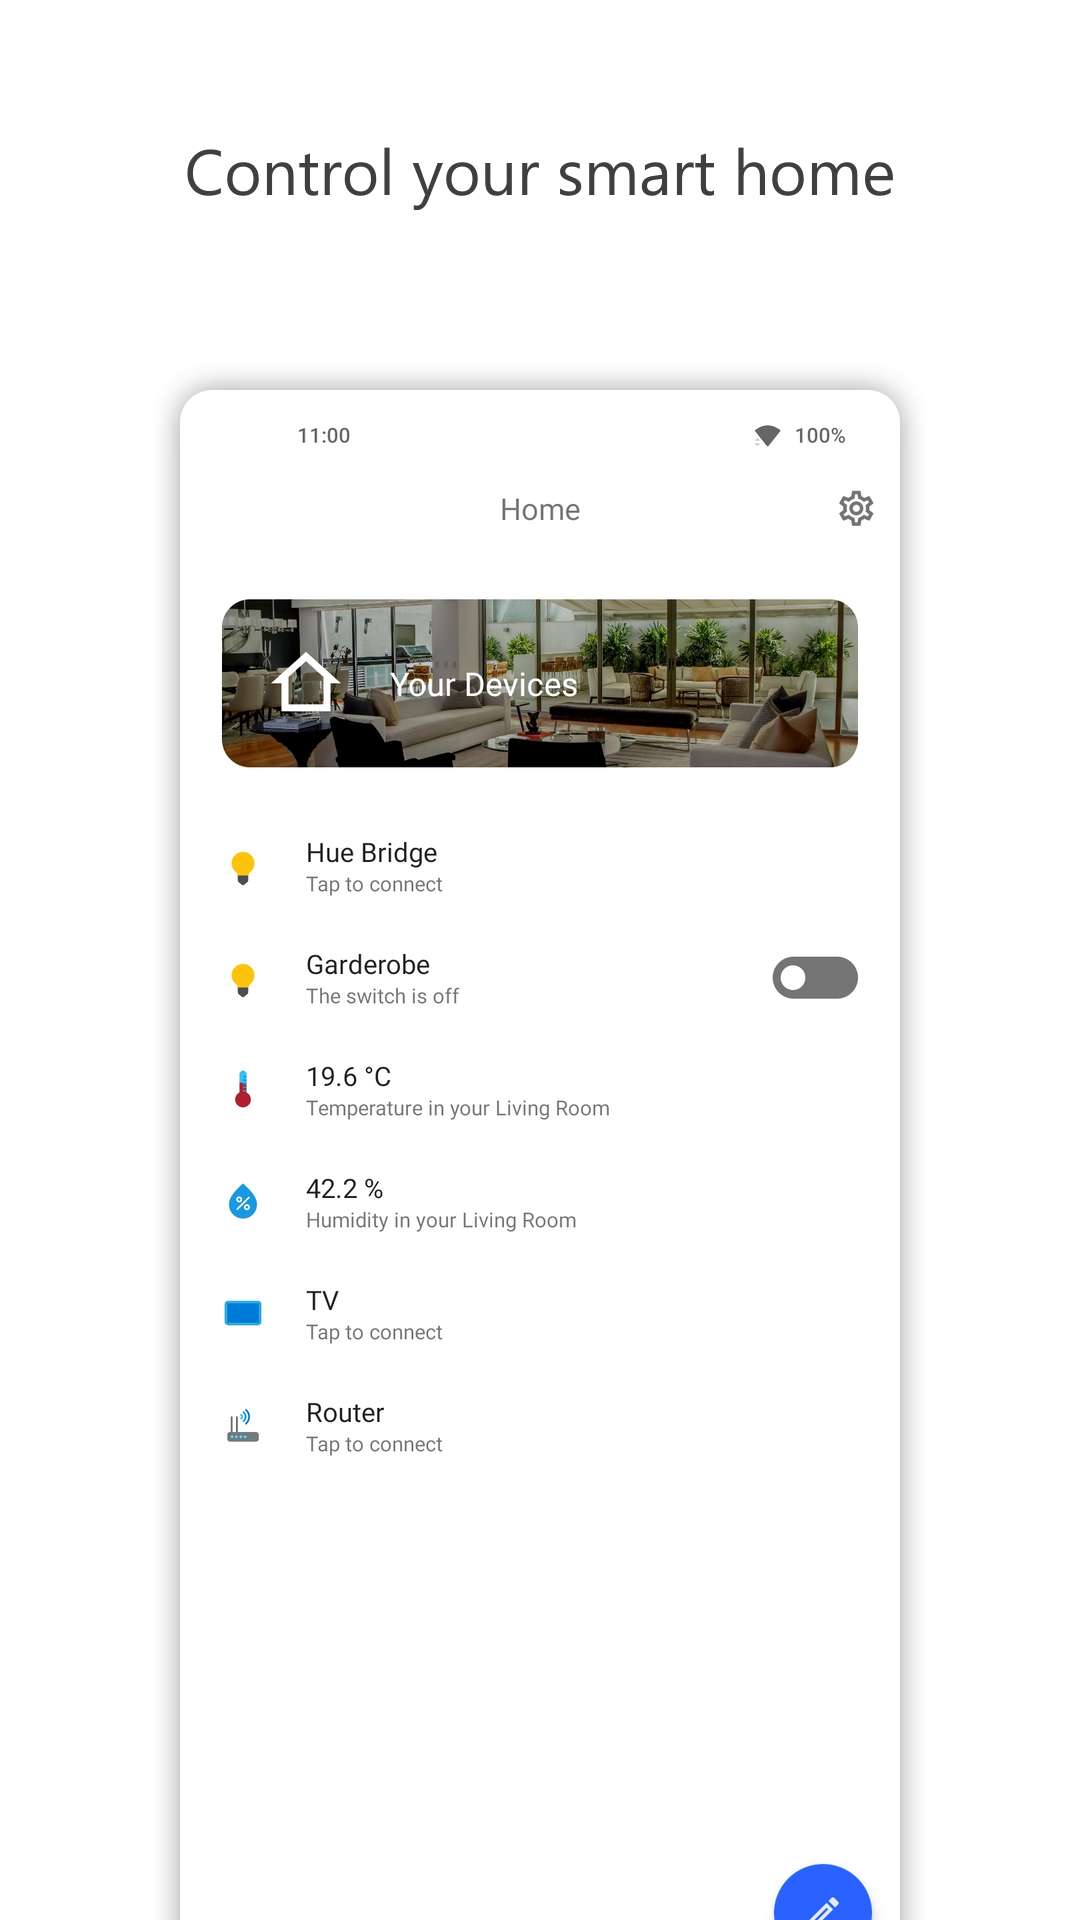 Control your smart home
11:00
100%
Home
Your Devices
Hue Bridge
Tap to connect
Garderobe
The switch is off
19.6 °C
Temperature in your Living Room
%
42.2 %
Humidity in your Living Room
TV
Tap to connect
Router
Tap to connect